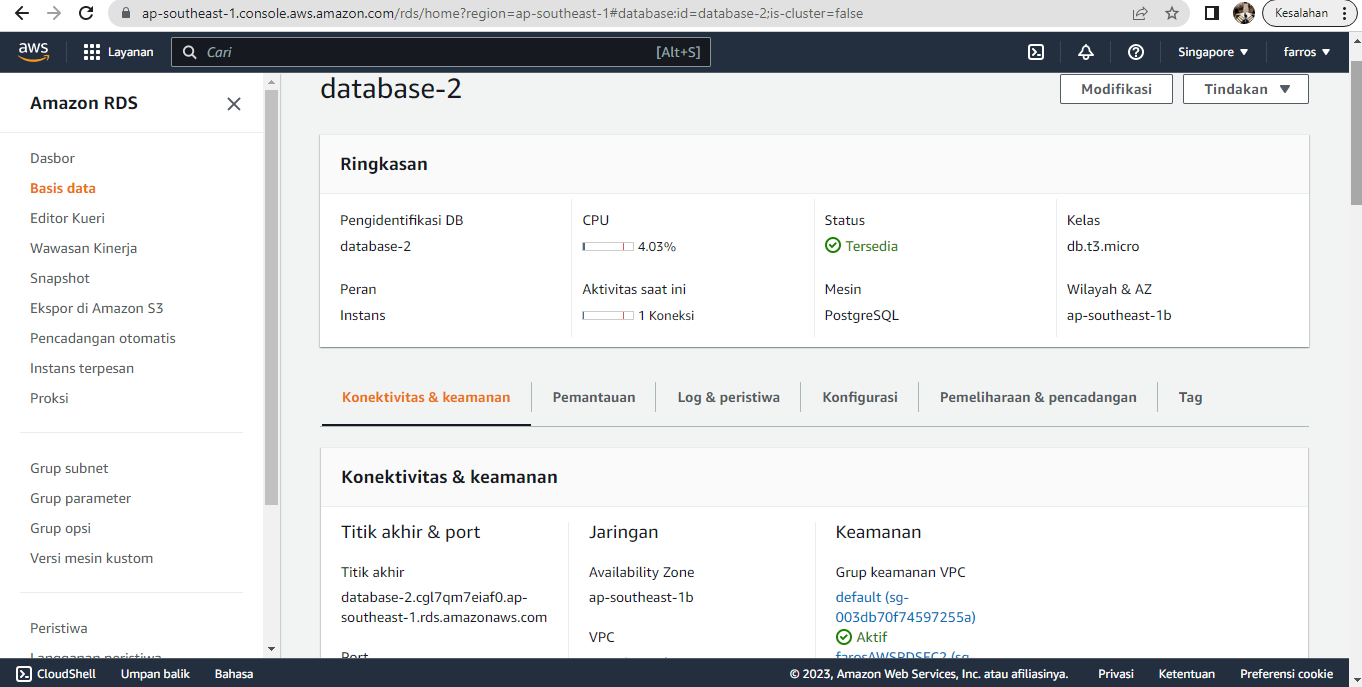 ap-southeast-1.console.aws.amazon.com/rds/home?region=ap-southeast-1#database:id=database-2;is-cluster=false
Kesalahan
aws
Layanan
Cari
[Alt+S]
Singapore
farros
Amazon RDS
Dasbor
Basis data
Editor Kueri
Wawasan Kinerja
Snapshot
Ekspor di Amazon S3
Pencadangan otomatis
Instans terpesan
Proksi
Grup subnet
Grup parameter
Grup opsi
Versi mesin kustom
Peristiwa
Langganan peristiwa
database-2
Modifikasi
Tindakan
Ringkasan
Pengidentifikasi DB
database-2
CPU
4.03%
Status
Tersedia
Kelas
db.t3.micro
Peran
Instans
Aktivitas saat ini
1 Koneksi
Mesin
PostgreSQL
Wilayah & AZ
ap-southeast-1b
Konektivitas & keamanan
Pemantauan
Log & peristiwa
Konfigurasi
Pemeliharaan & pencadangan
Tag
Konektivitas & keamanan
Titik akhir & port
Titik akhir
database-2.cgl7qm7eiaf0.ap-
southeast-1.rds.amazonaws.com
Port
Jaringan
Availability Zone
ap-southeast-1b
VPC
Keamanan
Grup keamanan VPC
default (sg-
003db70f74597255a)
Aktif
farosAWSRDSEC2 (sg-
CloudShell
Umpan balik
Bahasa
© 2023, Amazon Web Services, Inc. atau afiliasinya.
Privasi
Ketentuan
Preferensi cookie